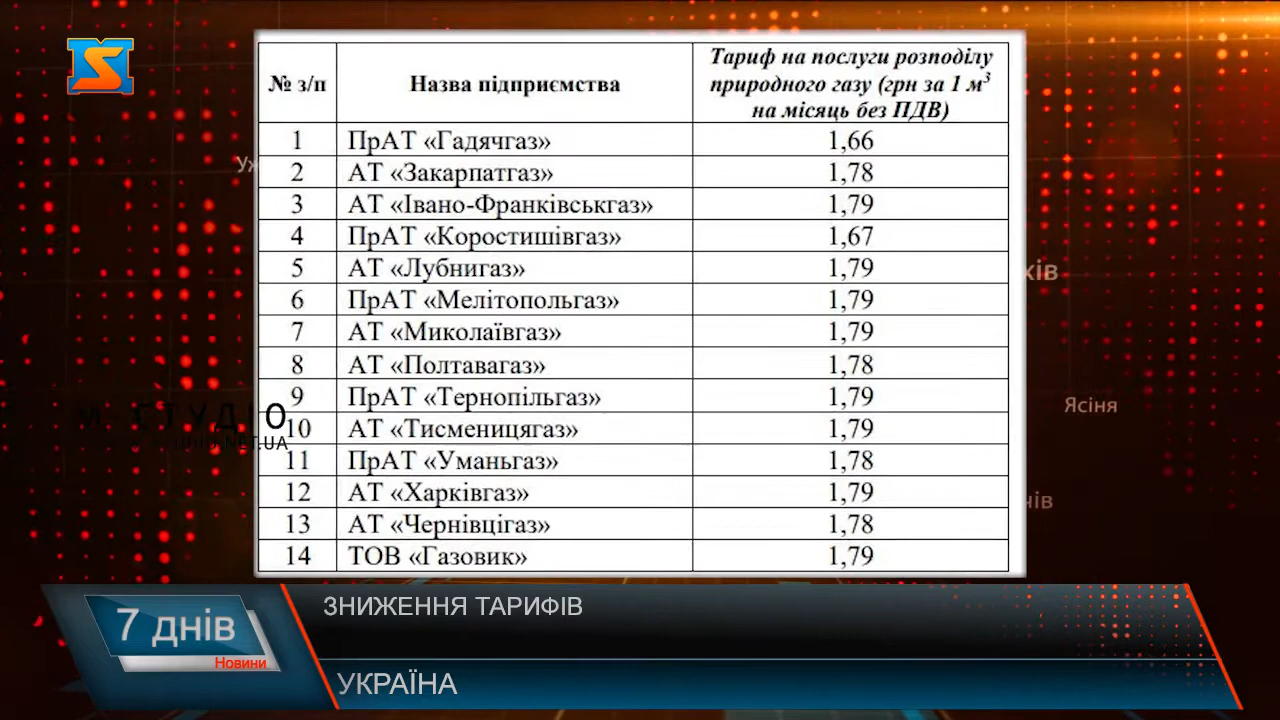 № з/п Назва підприємства Тариф на послуги розподілу
природного газу (грн за 1 м³
на місяць без ПДВ)
1 ПрАТ «Гадячгаз» 1,66
2 АТ «Закарпатгаз» 1,78
3 АТ «Івано-Франківськгаз» 1,79
4 ПрАТ «Коростишівгаз» 1,67
5 АТ «Лубнигаз» 1,79
6 ПрАТ «Мелітопольгаз» 1,79
7 АТ «Миколаївгаз» 1,79
8 АТ «Полтавагаз» 1,78
9 ПрАТ «Тернопільгаз» 1,79
10 АТ «Тисменицягаз» 1,79
11 ПрАТ «Уманьгаз» 1,78
12 АТ «Харківгаз» 1,79
13 АТ «Чернівцігаз» 1,78
14 ТОВ «Газовик» 1,79
Ясіня
М СТУДІО
7 днів
Новини
ЗНИЖЕННЯ ТАРИФІВ
УКРАЇНА